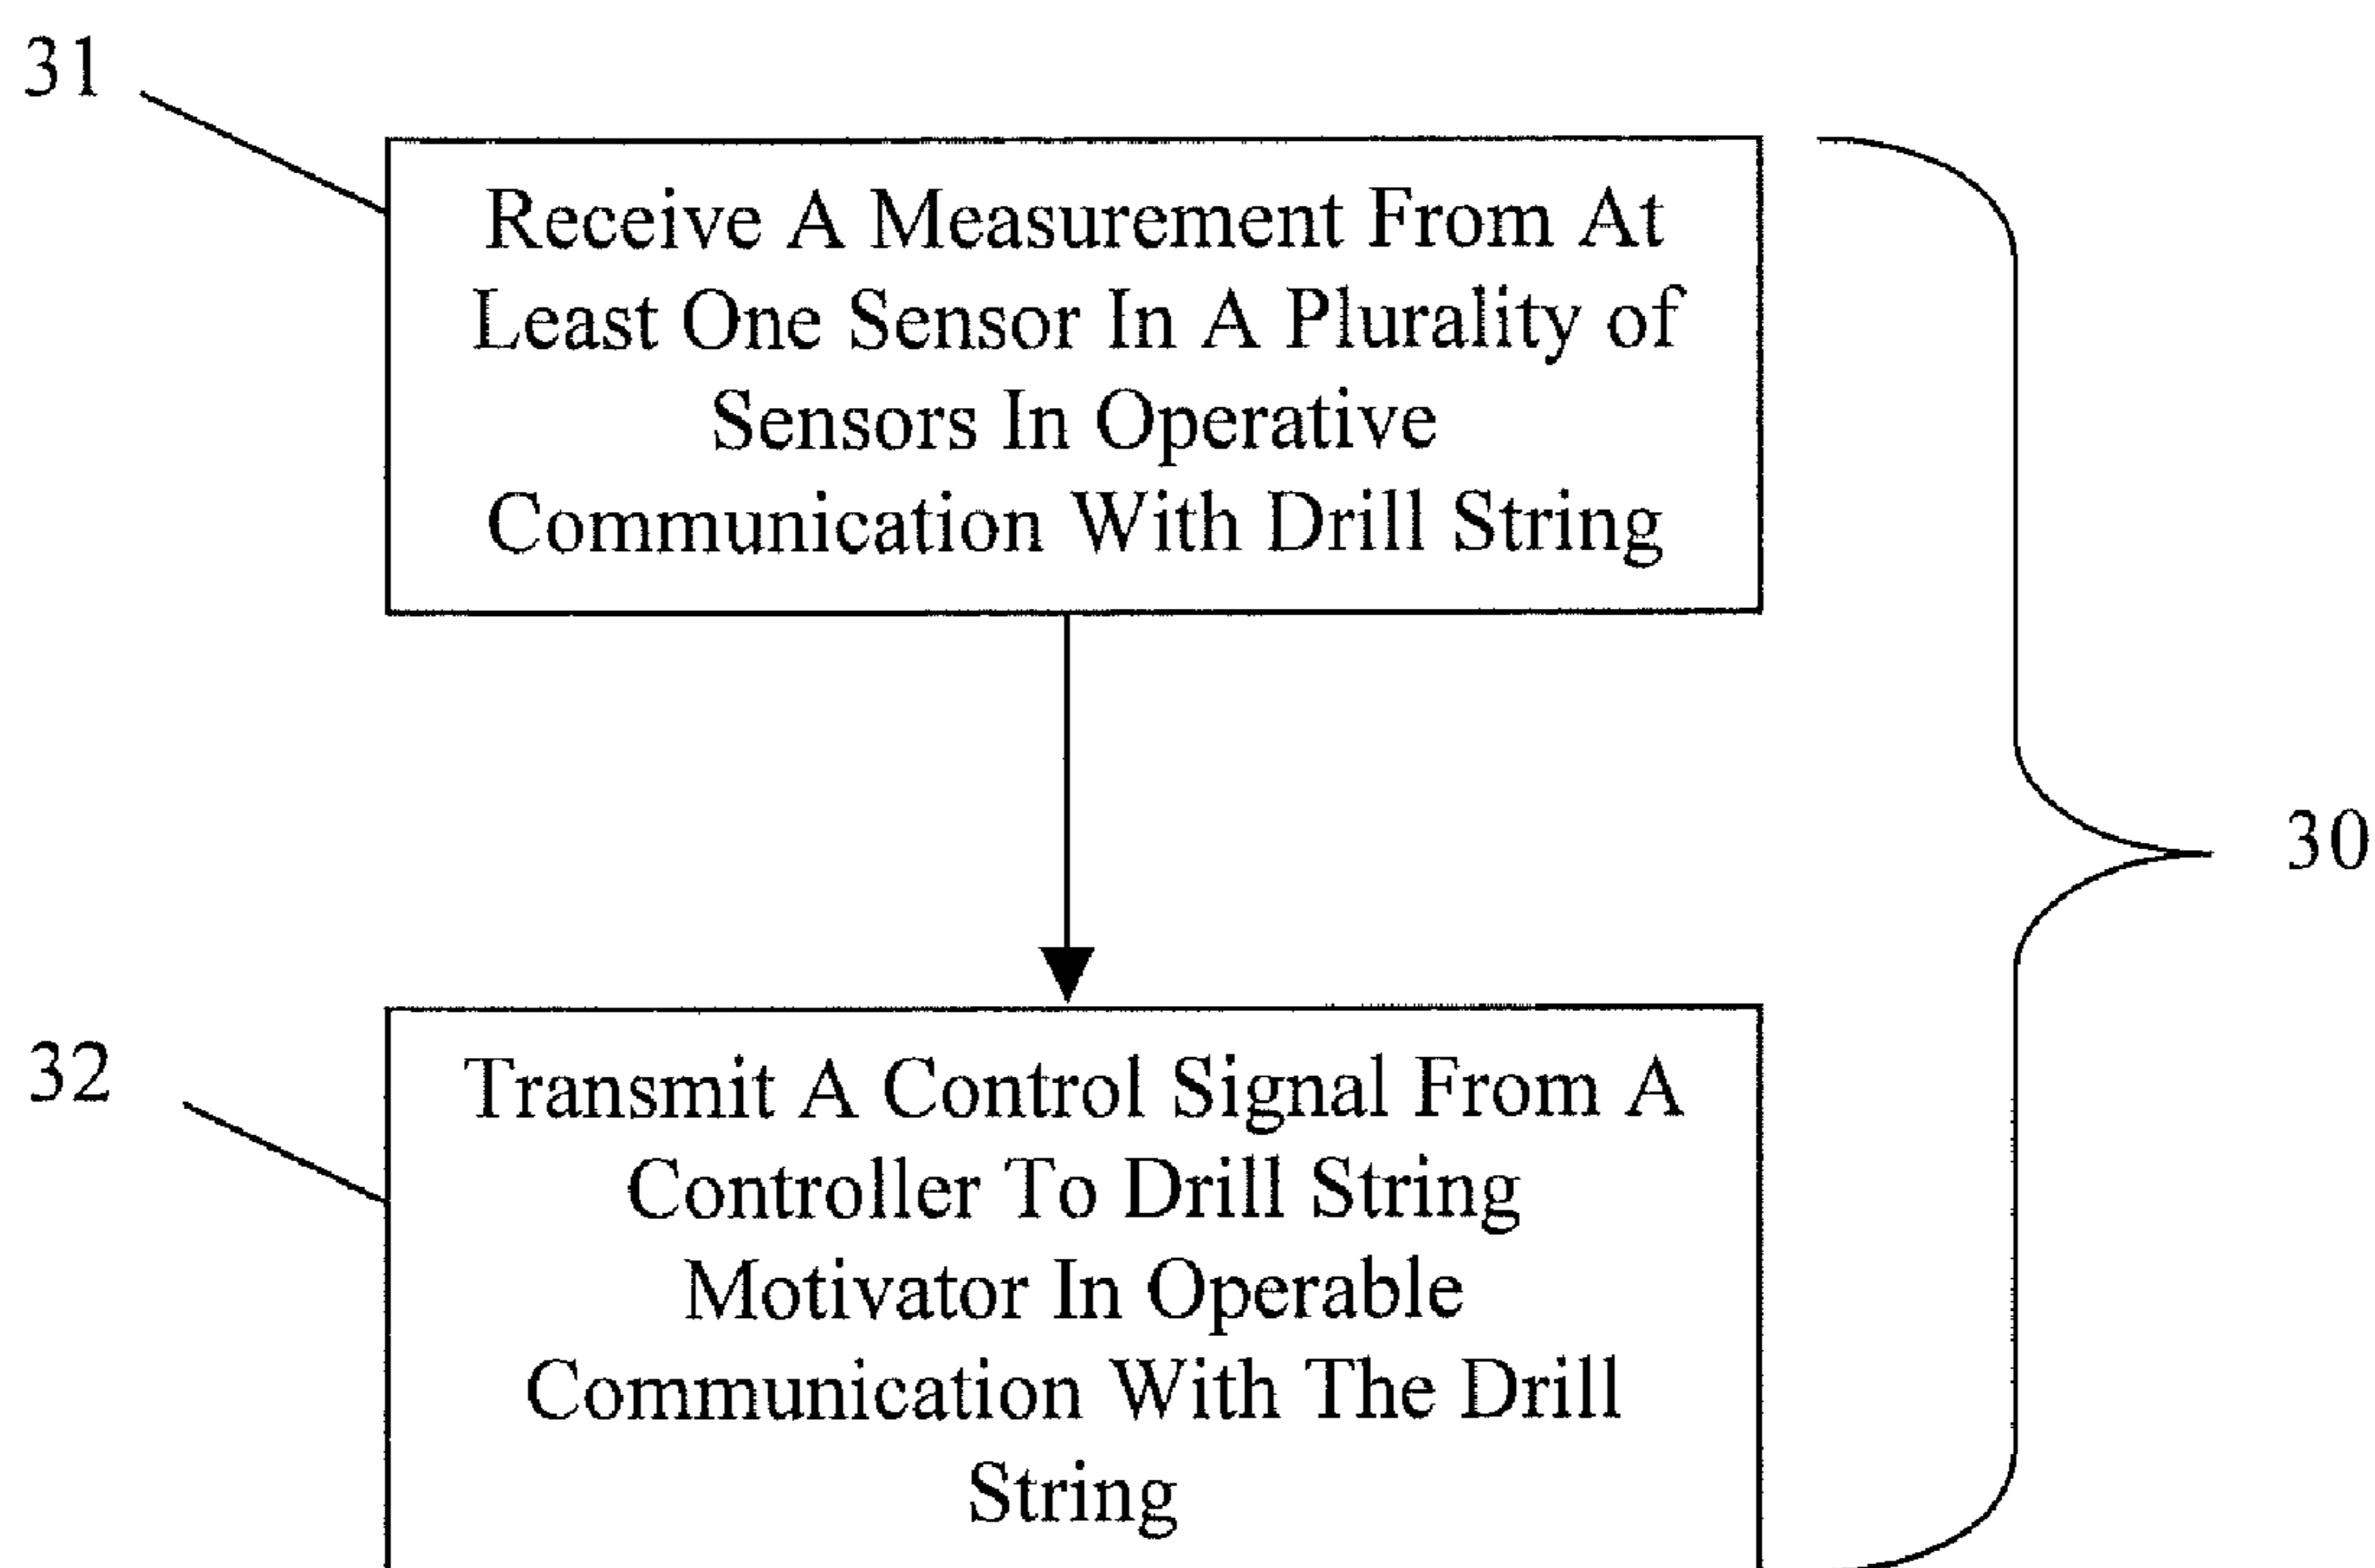 31
Receive A Measurement From At
Least One Sensor In A Plurality of
Sensors In Operative
Communication With Drill String
30
32
Transmit A Control Signal From A
Controller To Drill String
Motivator In Operable
Communication With The Drill
String